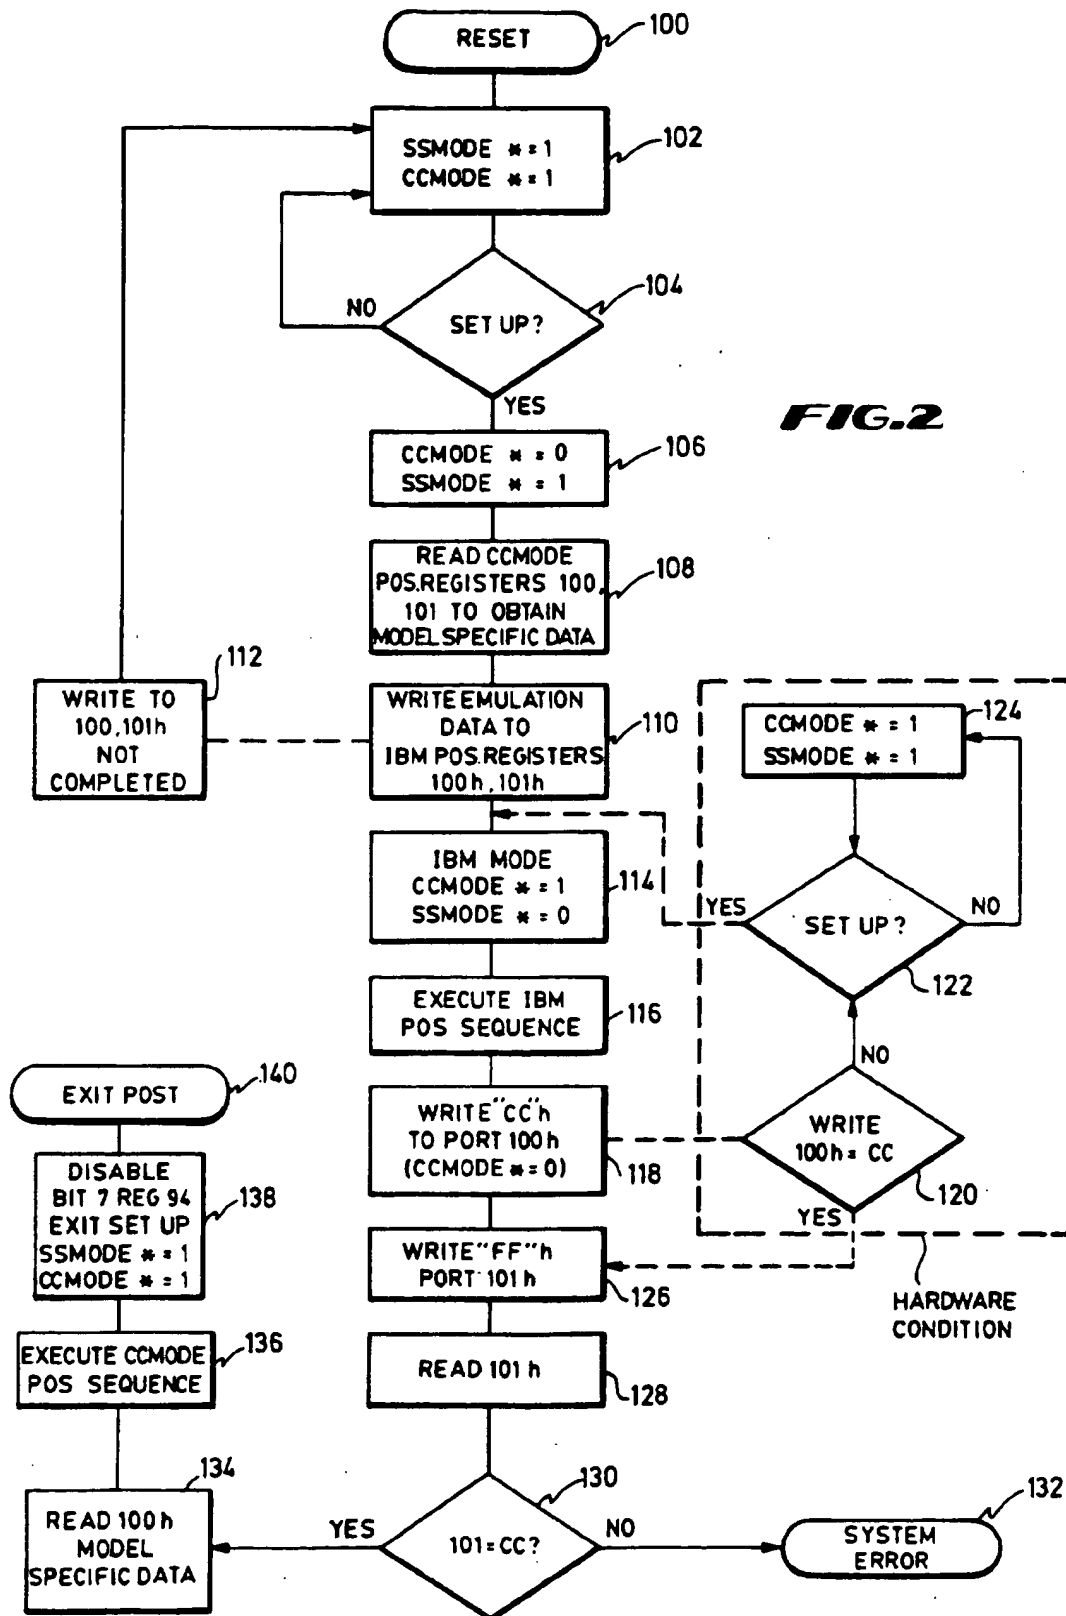 RESET
100
SSMODE * = 1
CCMODE * = 1
102
SET UP?
104
NO
YES
FIG.2
CCMODE * = 0
SSMODE * = 1
106
READ CCMODE
POS.REGISTERS 100
101 TO OBTAIN
MODEL SPECIFIC DATA
108
WRITE TO
100,101h
NOT
COMPLETED
112
WRITE EMULATION
DATA TO
IBM POS.REGISTERS
100h, 101h
110
CCMODE * = 1
SSMODE * = 1
124
IBM MODE
CCMODE * = 1
SSMODE * = 0
114
YES
SET UP?
NO
122
EXECUTE IBM
POS SEQUENCE
116
NO
EXIT POST
140
WRITE "CC"h
TO PORT 100h
(CCMODE * = 0)
118
WRITE
100h = CC
120
YES
DISABLE
BIT 7 REG 94
EXIT SET UP
SSMODE * = 1
CCMODE * = 1
138
WRITE "FF"h
PORT 101h
126
HARDWARE
CONDITION
EXECUTE CCMODE
POS SEQUENCE
136
READ 101h
128
READ 100h
MODEL
SPECIFIC DATA
134
YES
101 = CC?
130
NO
SYSTEM
ERROR
132